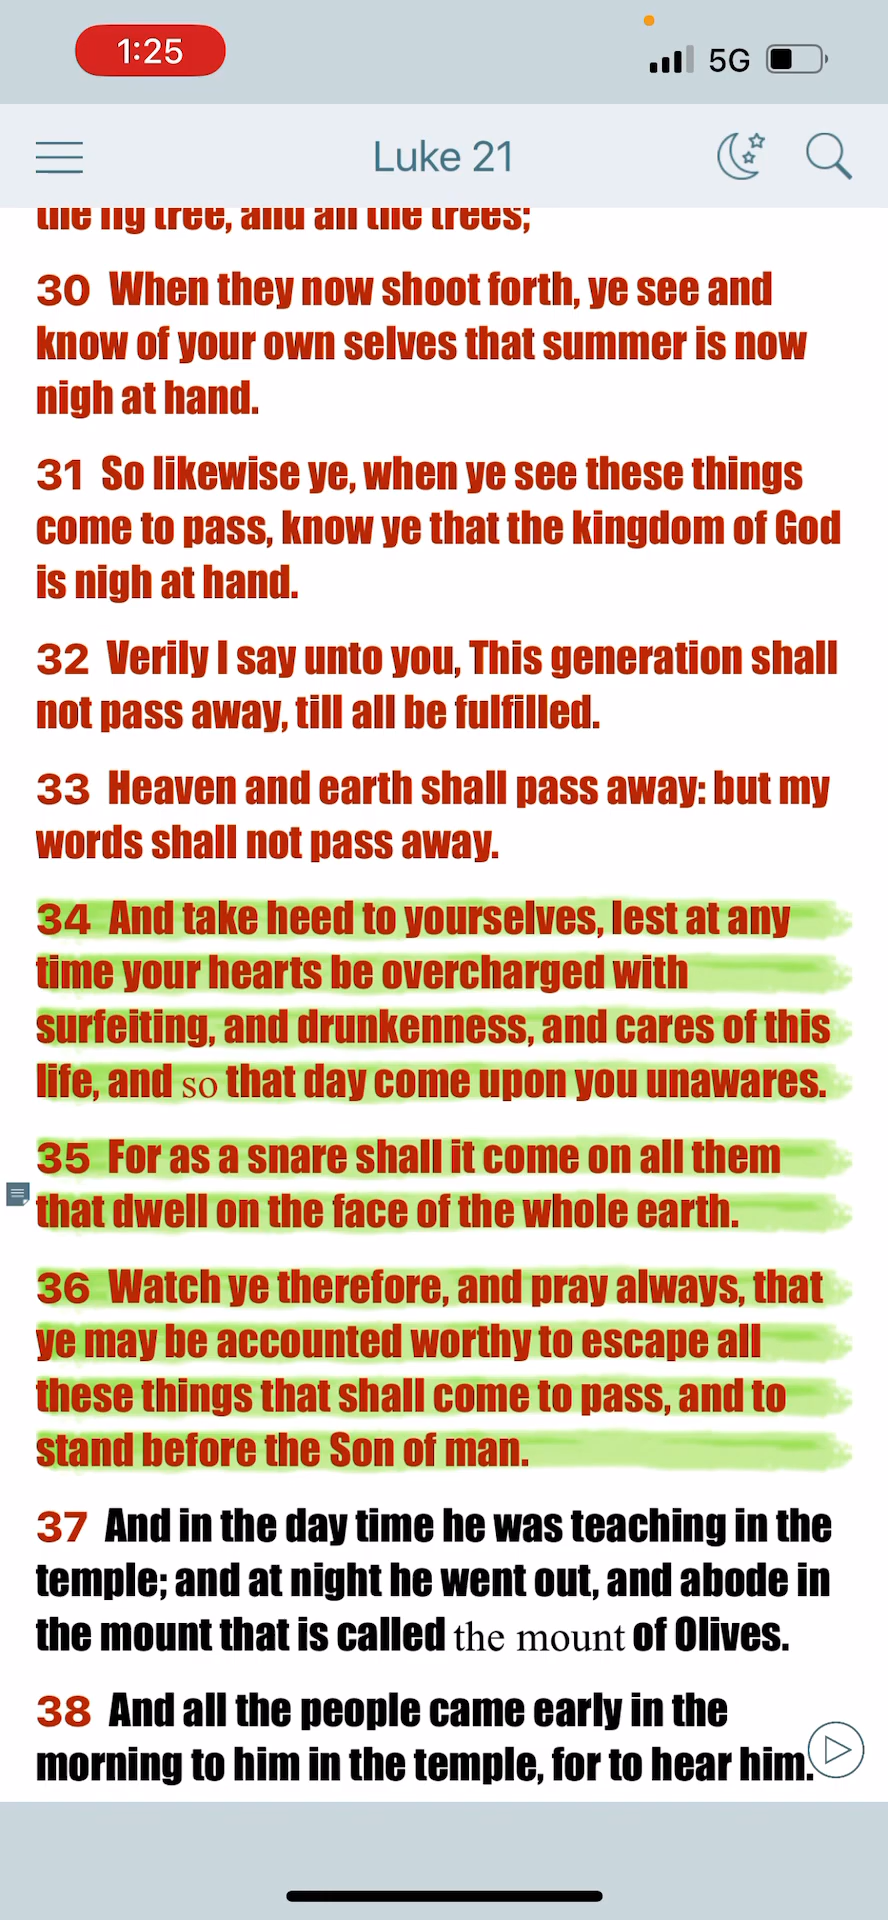 1:25
5G
Luke 21
the fig tree, and all the trees;
30 When they now shoot forth, ye see and
know of your own selves that summer is now
nigh at hand.
31 So likewise ye, when ye see these things
come to pass, know ye that the kingdom of God
is nigh at hand.
32 Verily I say unto you, This generation shall
not pass away, till all be fulfilled.
33 Heaven and earth shall pass away: but my
words shall not pass away.
34 And take heed to yourselves, lest at any
time your hearts be overcharged with
surfeiting, and drunkenness, and cares of this
life, and so that day come upon you unawares.
35 For as a snare shall it come on all them
that dwell on the face of the whole earth.
36 Watch ye therefore, and pray always, that
ye may be accounted worthy to escape all
these things that shall come to pass, and to
stand before the Son of man.
37 And in the day time he was teaching in the
temple; and at night he went out, and abode in
the mount that is called the mount of Olives.
38 And all the people came early in the
morning to him in the temple, for to hear him.